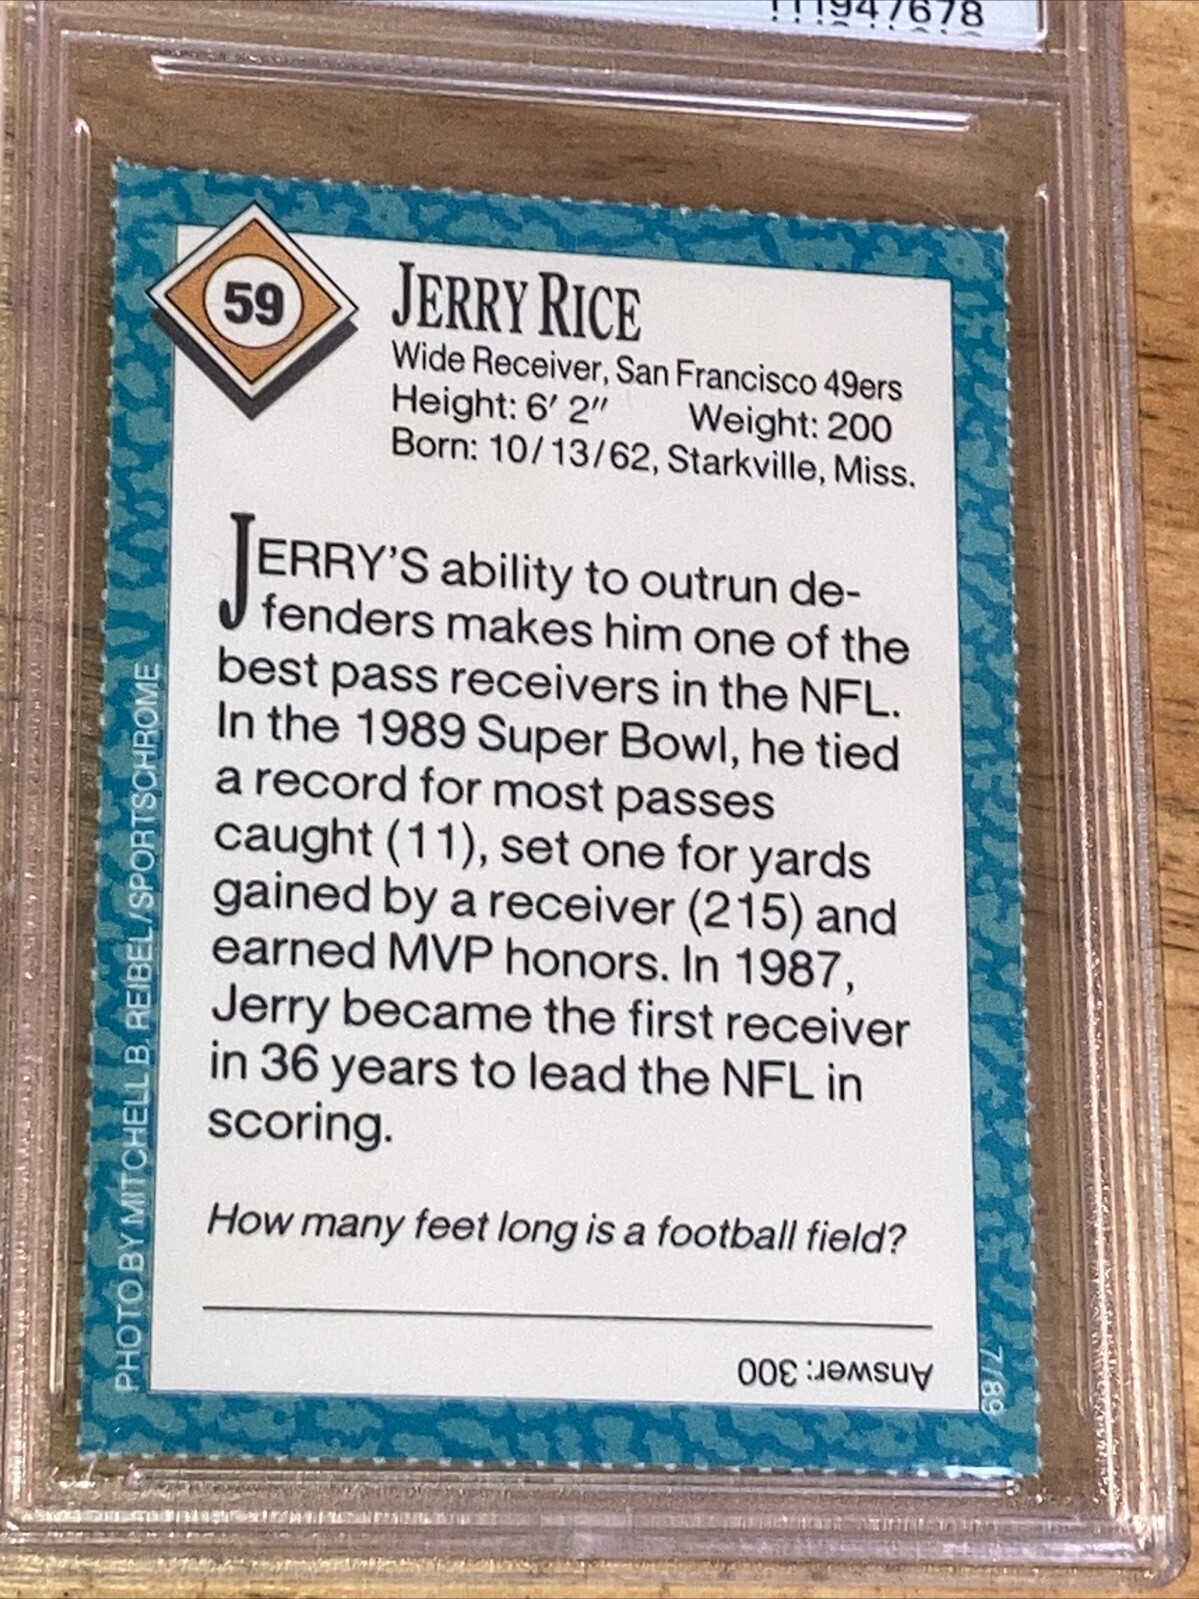 59
JERRY RICE
Wide Receiver, San Francisco 49ers
Height: 6' 2" Weight: 200
Born: 10/13/62, Starkville, Miss.
JERRY'S ability to outrun de-
fenders makes him one of the
best pass receivers in the NFL.
In the 1989 Super Bowl, he tied
a record for most passes
caught (11), set one for yards
gained by a receiver (215) and
earned MVP honors. In 1987,
Jerry became the first receiver
in 36 years to lead the NFL in
scoring.
How many feet long is a football field?
Answer: 300
PHOTO BY MITCHELL B. REIBEL/SPORTSCHROME
7/89